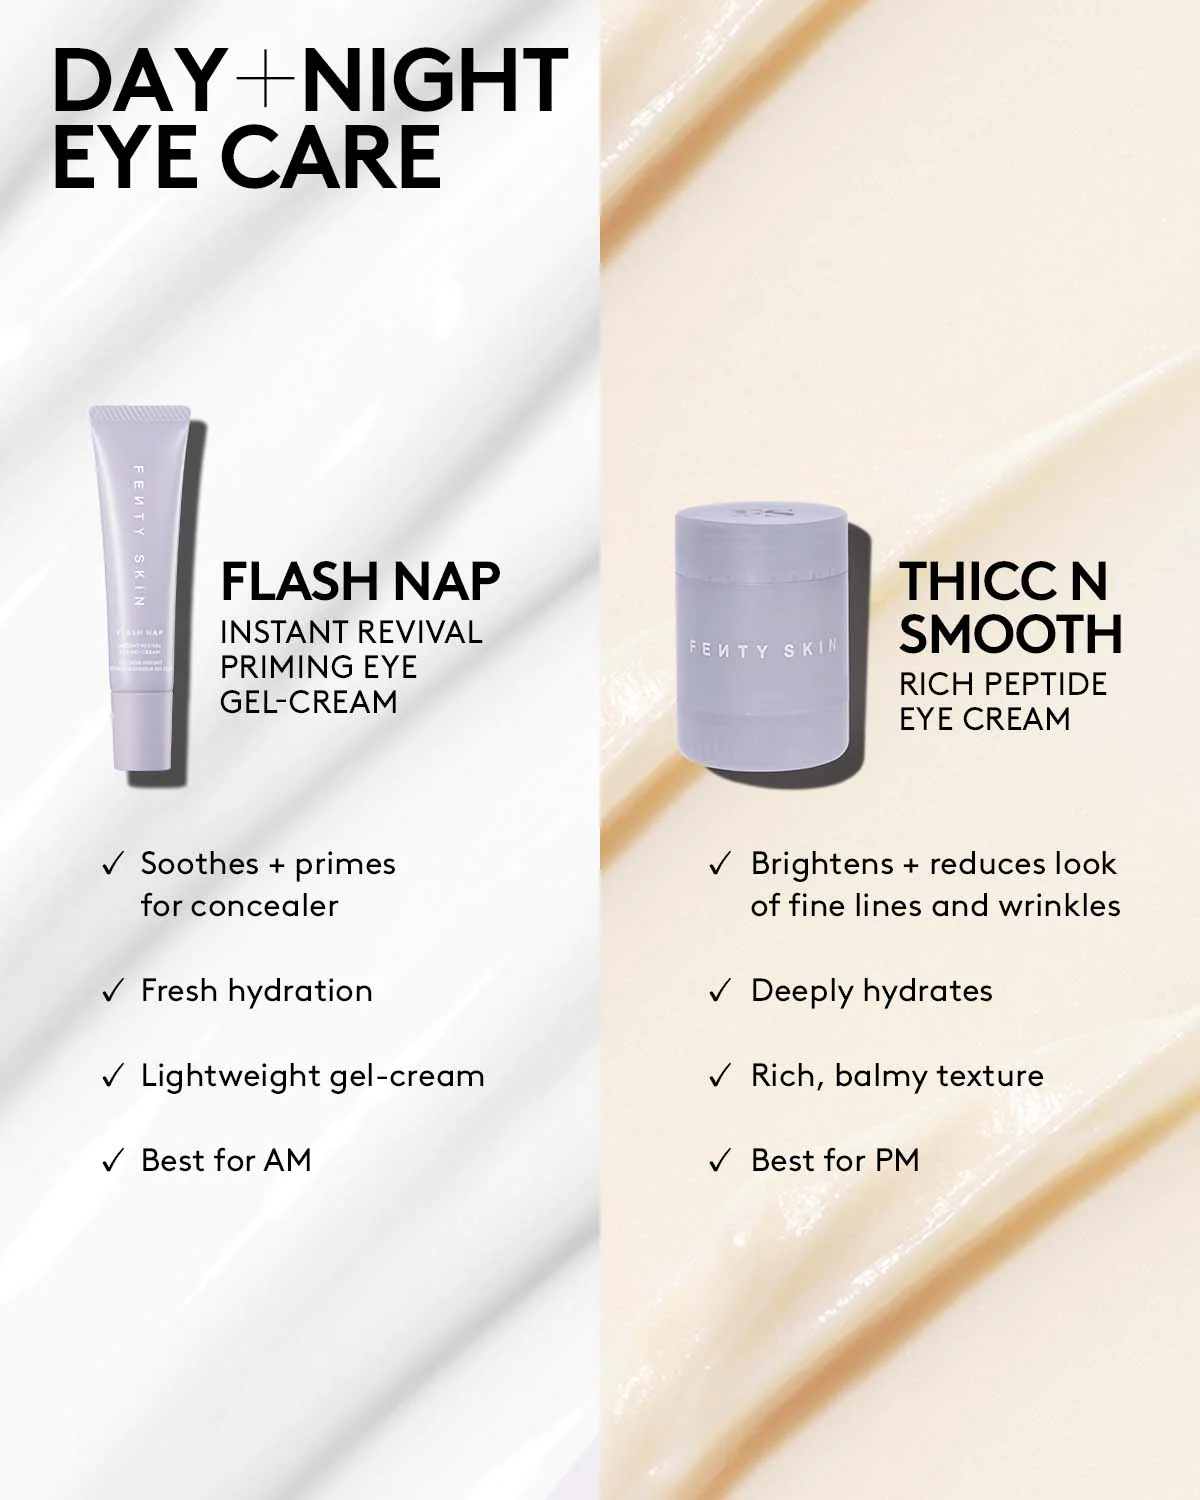 DAY+NIGHT
EYE CARE
FENTY SKIN
FLASH NAP
FLASH NAP
INSTANT REVIVAL
PRIMING EYE
GEL-CREAM
✓ Soothes + primes
for concealer
✓ Fresh hydration
✓ Lightweight gel-cream
✓ Best for AM
FENTY SKIN
THICC N
SMOOTH
RICH PEPTIDE
EYE CREAM
✓ Brightens + reduces look
of fine lines and wrinkles
✓ Deeply hydrates
✓ Rich, balmy texture
✓ Best for PM